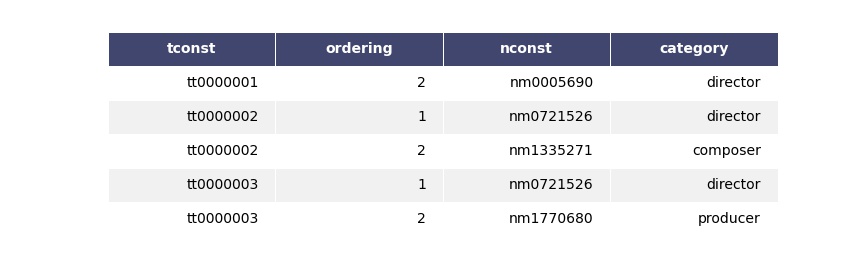 tconst ordering nconst category
tt0000001 2 nm0005690 director
tt0000002 1 nm0721526 director
tt0000002 2 nm1335271 composer
tt0000003 1 nm0721526 director
tt0000003 2 nm1770680 producer